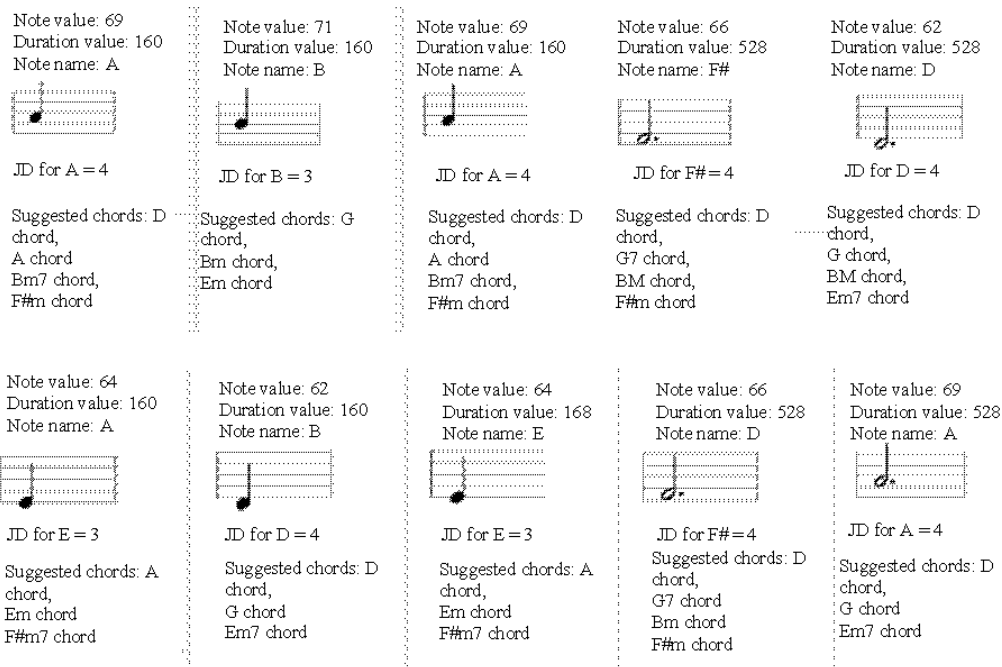 Note value: 69
Duration value: 160
Note name: A
JD for A = 4
Suggested chords: D
chord,
A chord
Bm7 chord,
F#m chord
Note value: 71
Duration value: 160
Note name: B
JD for B = 3
Suggested chords: G
chord,
Bm chord,
Em chord
Note value: 69
Duration value: 160
Note name: A
JD for A = 4
Suggested chords: D
chord,
A chord
Bm7 chord,
F#m chord
Note value: 66
Duration value: 528
Note name: F#
JD for F# = 4
Suggested chords: D
chord,
G7 chord,
BM chord,
F#m chord
Note value: 62
Duration value: 528
Note name: D
JD for D = 4
Suggested chords: D
chord,
G chord,
BM chord,
Em7 chord
Note value: 64
Duration value: 160
Note name: A
JD for E = 3
Suggested chords: A
chord,
Em chord
F#m7 chord
Note value: 62
Duration value: 160
Note name: B
JD for D = 4
Suggested chords: D
chord,
G chord
Em7 chord
Note value: 64
Duration value: 168
Note name: E
JD for E = 3
Suggested chords: A
chord,
Em chord
F#m7 chord
Note value: 66
Duration value: 528
Note name: D
JD for F# = 4
Suggested chords: D
chord,
G7 chord
Bm chord
F#m chord
Note value: 69
Duration value: 528
Note name: A
JD for A = 4
Suggested chords: D
chord,
G chord
Em7 chord